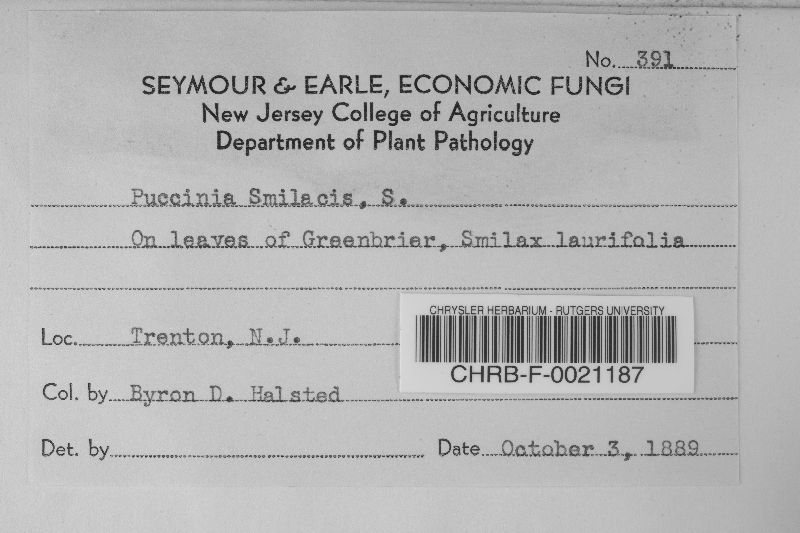 No. 391
SEYMOUR & EARLE, ECONOMIC FUNGI
New Jersey College of Agriculture
Department of Plant Pathology
Puccinia Smilacis, S.
On leaves of Greenbrier, Smilax laurifolia
CHRYSLER HERBARIUM - RUTGERS UNIVERSITY
CHRB-F-0021187
Loc. Trenton, N.J.
Col. by Byron D. Halsted
Det. by
Date October 3, 1889